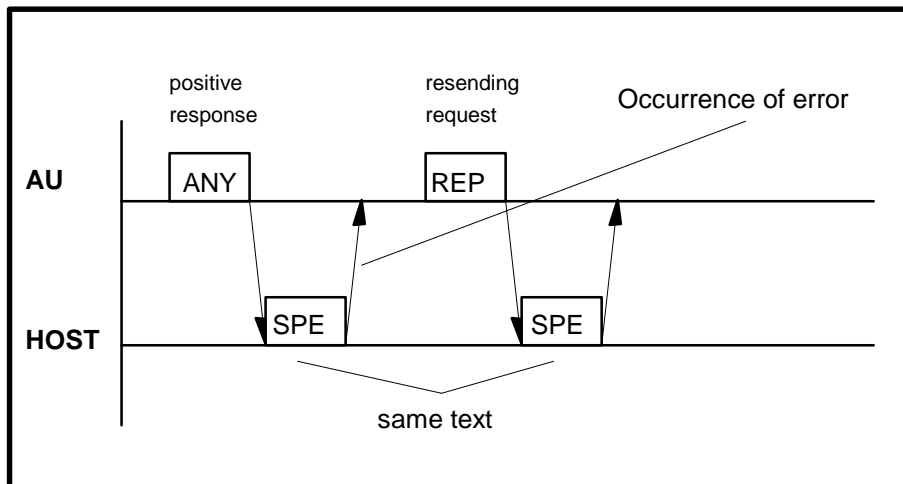 positive
response
resending
request
Occurrence of error
AU
ANY
REP
HOST
SPE
SPE
same text